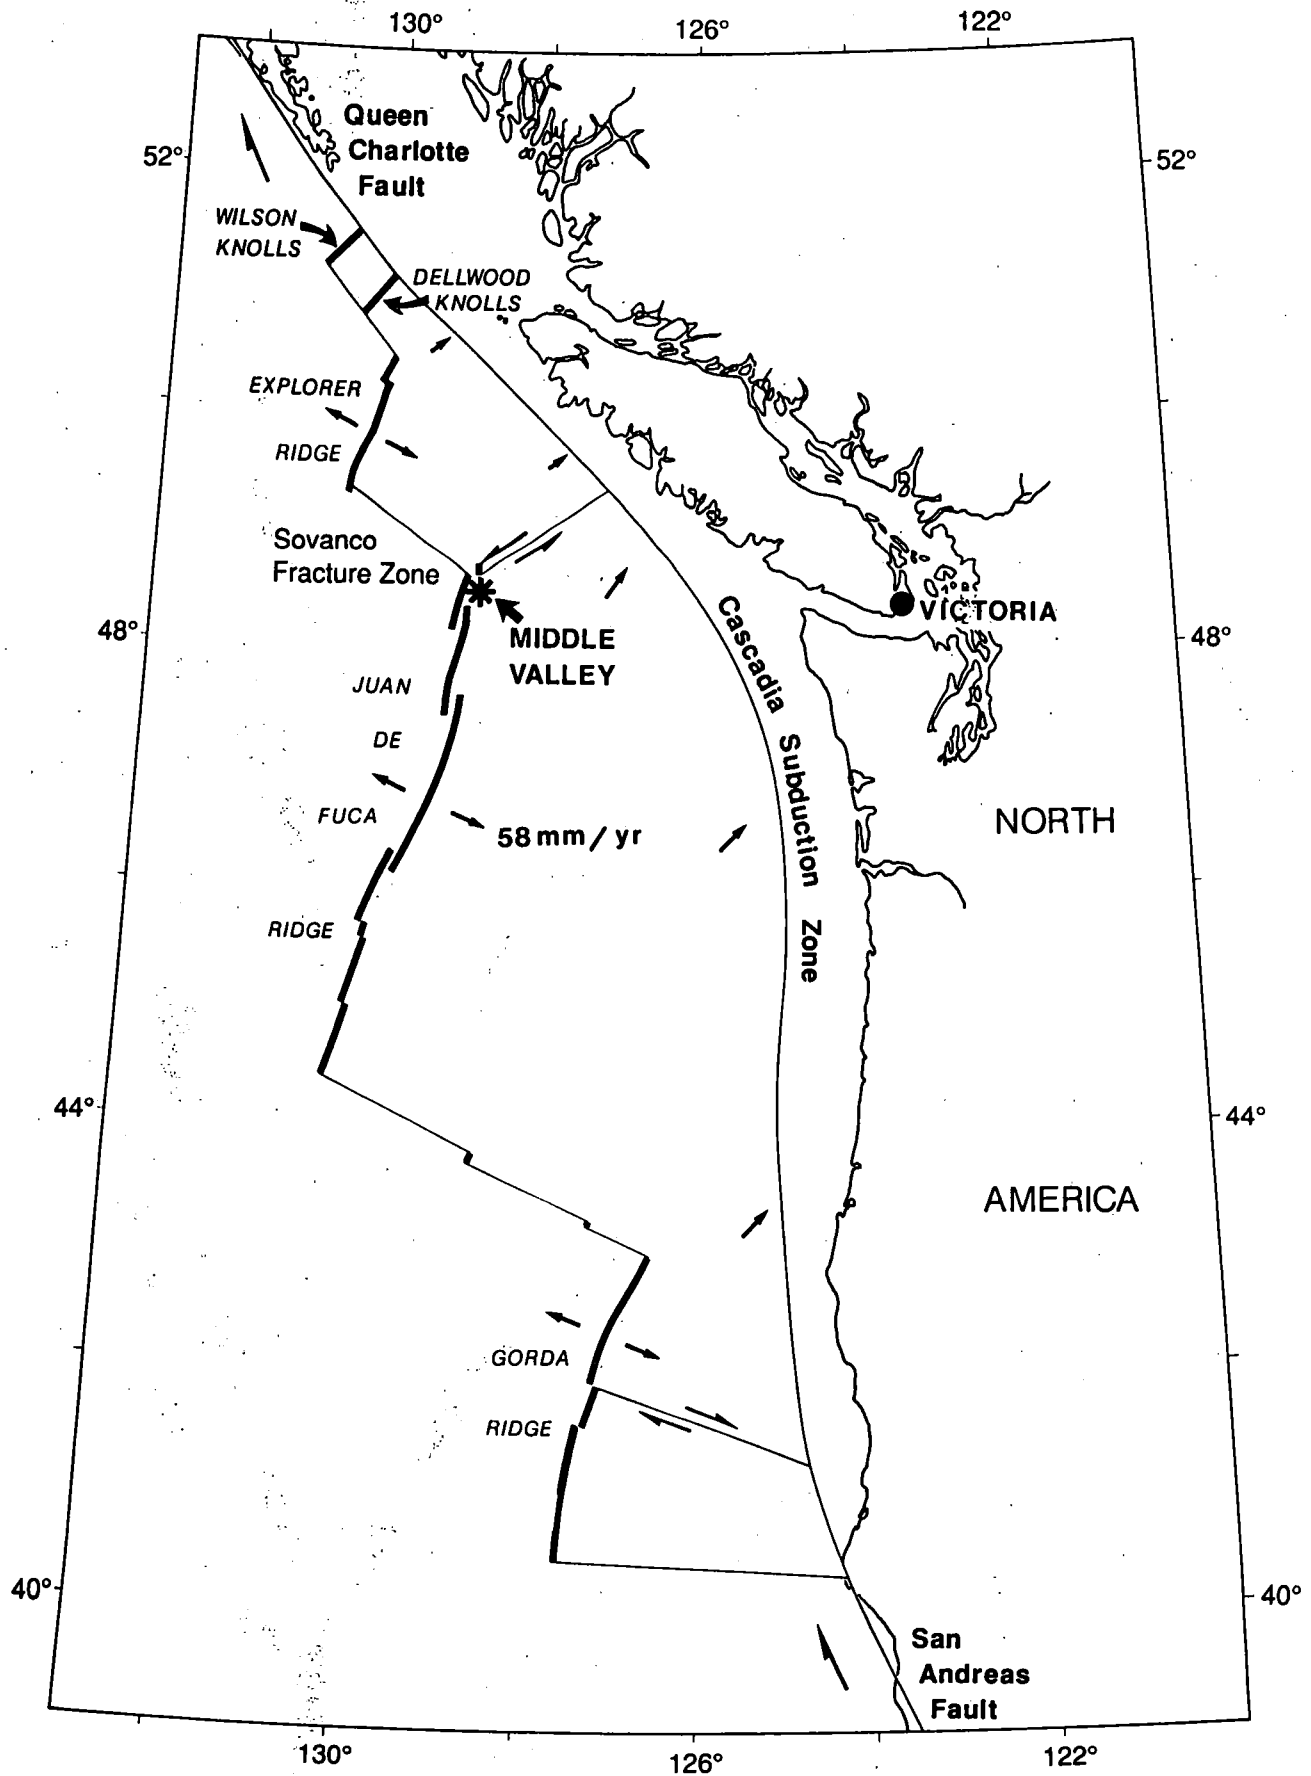 130°
126°
122°
Queen
Charlotte
Fault
52°
52°
WILSON
KNOLLS
DELLWOOD
KNOLLS
EXPLORER
RIDGE
Sovanco
Fracture Zone
MIDDLE
VALLEY
VICTORIA
48°
48°
Cascadia Subduction Zone
JUAN
DE
FUCA
RIDGE
58 mm/yr
NORTH
AMERICA
44°
44°
GORDA
RIDGE
40°
40°
San
Andreas
Fault
130°
126°
122°